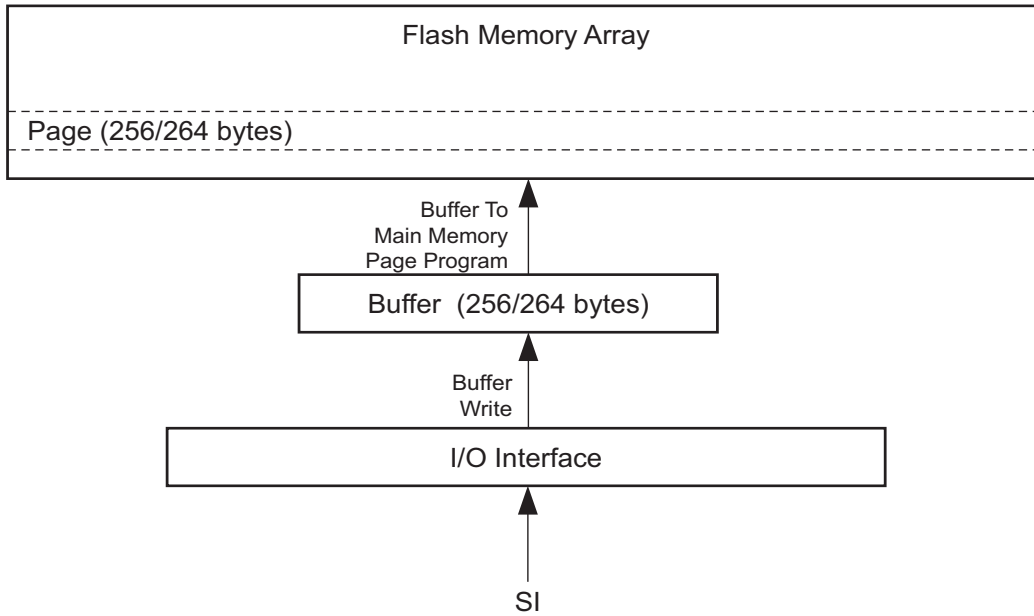 Flash Memory Array
Page (256/264 bytes)
Buffer To
Main Memory
Page Program
Buffer (256/264 bytes)
Buffer
Write
I/O Interface
SI